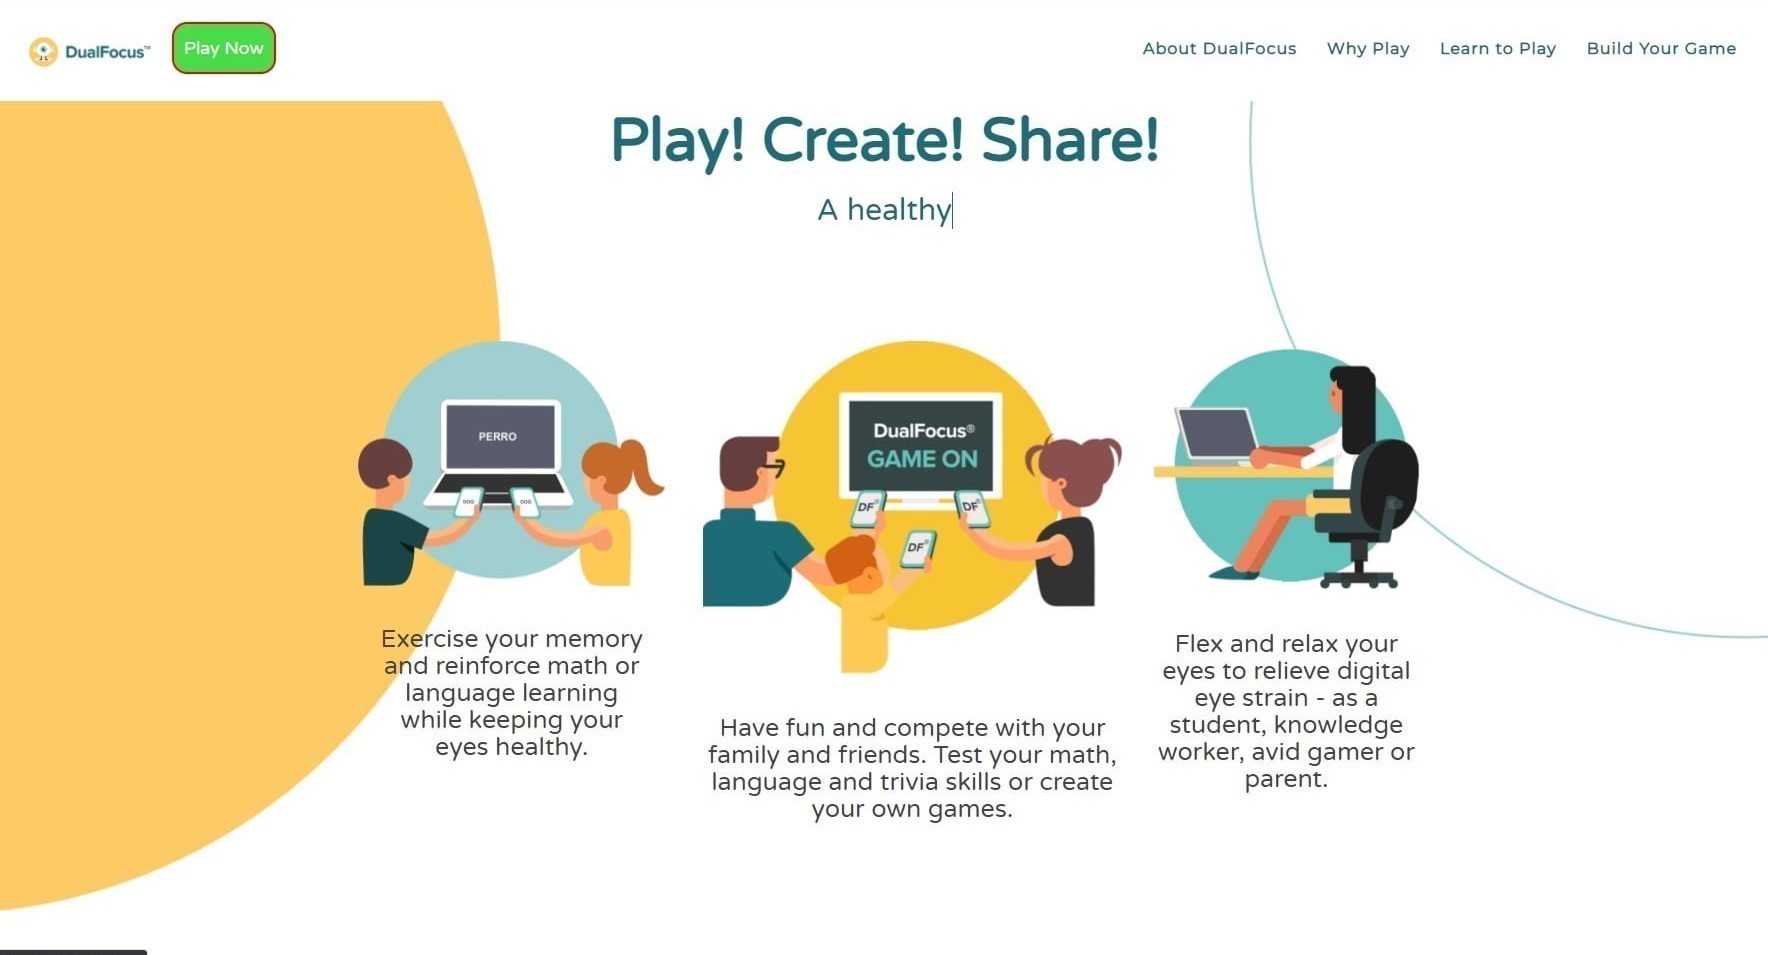 DualFocus™
Play Now
About DualFocus
Why Play
Learn to Play
Build Your Game
Play! Create! Share!
A healthy
PERRO
DOG
DOG
DualFocus®
GAME ON
DF®
DF®
DF®
Exercise your memory
and reinforce math or
language learning
while keeping your
eyes healthy.
Have fun and compete with your
family and friends. Test your math,
language and trivia skills or create
your own games.
Flex and relax your
eyes to relieve digital
eye strain - as a
student, knowledge
worker, avid gamer or
parent.